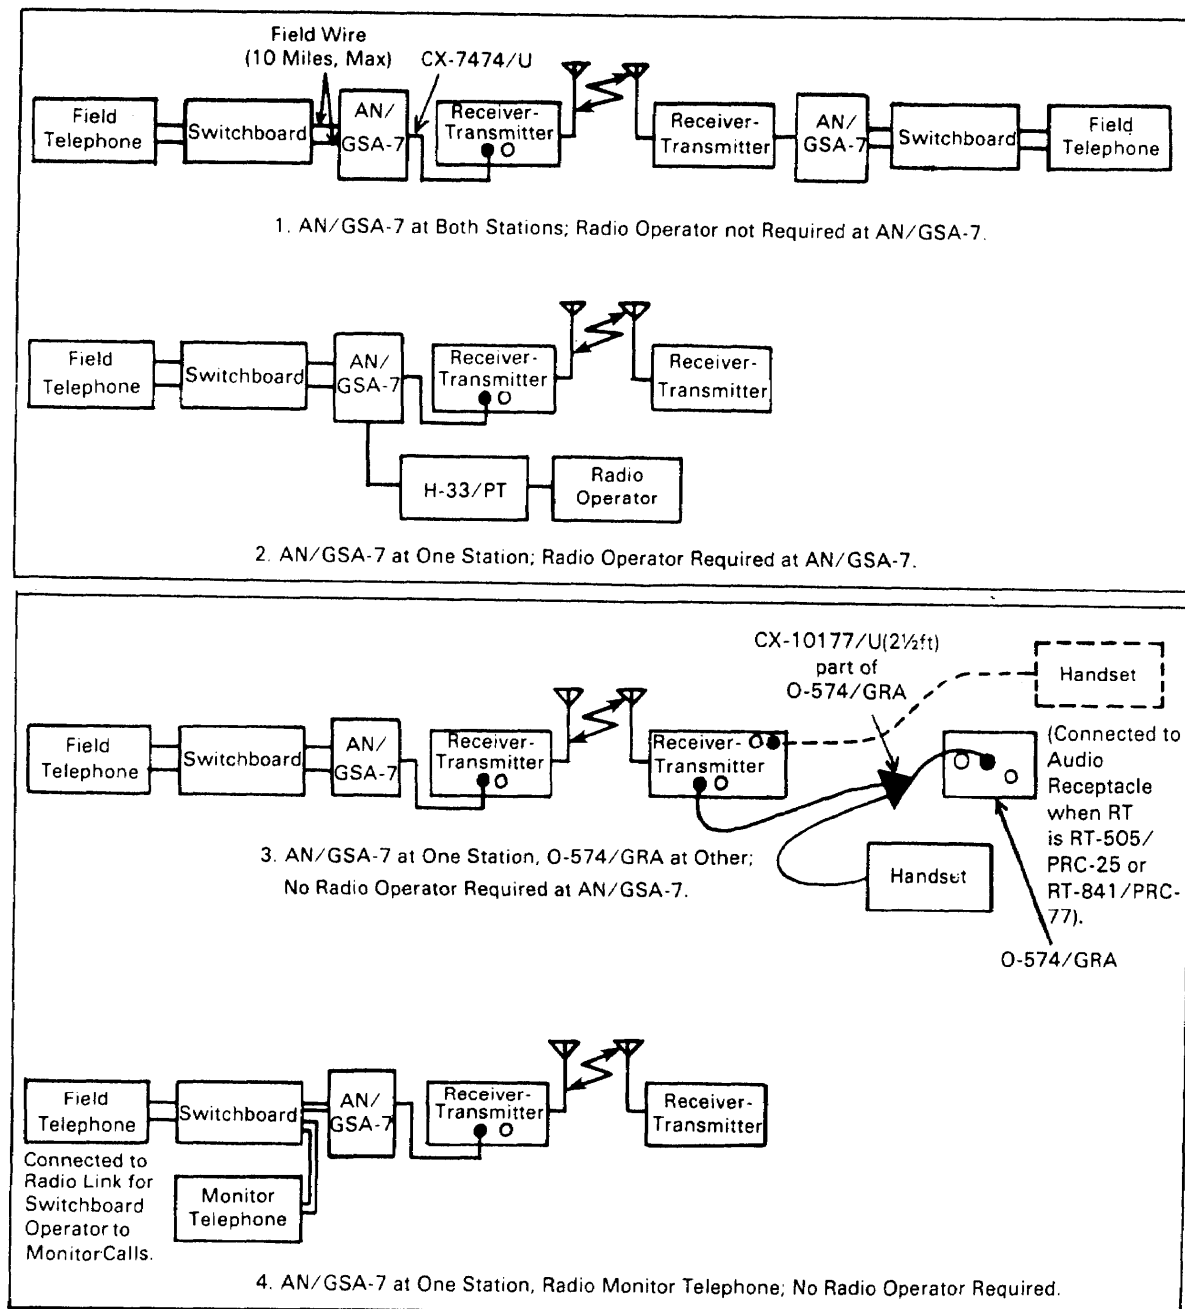 Field Wire
(10 Miles, Max)
CX-7474/U
Field
Telephone
Switchboard
AN/
GSA-7
Receiver-
Transmitter
Receiver-
Transmitter
AN/
GSA-7
Switchboard
Field
Telephone
1. AN/GSA-7 at Both Stations; Radio Operator not Required at AN/GSA-7.
Field
Telephone
Switchboard
AN/
GSA-7
Receiver-
Transmitter
Receiver-
Transmitter
H-33/PT
Radio
Operator
2. AN/GSA-7 at One Station; Radio Operator Required at AN/GSA-7.
CX-10177/U(2½ft)
part of
O-574/GRA
Handset
Field
Telephone
Switchboard
AN/
GSA-7
Receiver-
Transmitter
Receiver-
Transmitter
(Connected to
Audio
Receptacle
when RT
is RT-505/
PRC-25 or
RT-841/PRC-
77).
Handset
O-574/GRA
3. AN/GSA-7 at One Station, O-574/GRA at Other;
No Radio Operator Required at AN/GSA-7.
Field
Telephone
Switchboard
AN/
GSA-7
Receiver-
Transmitter
Receiver-
Transmitter
Connected to
Radio Link for
Switchboard
Operator to
Monitor Calls.
Monitor
Telephone
4. AN/GSA-7 at One Station, Radio Monitor Telephone; No Radio Operator Required.